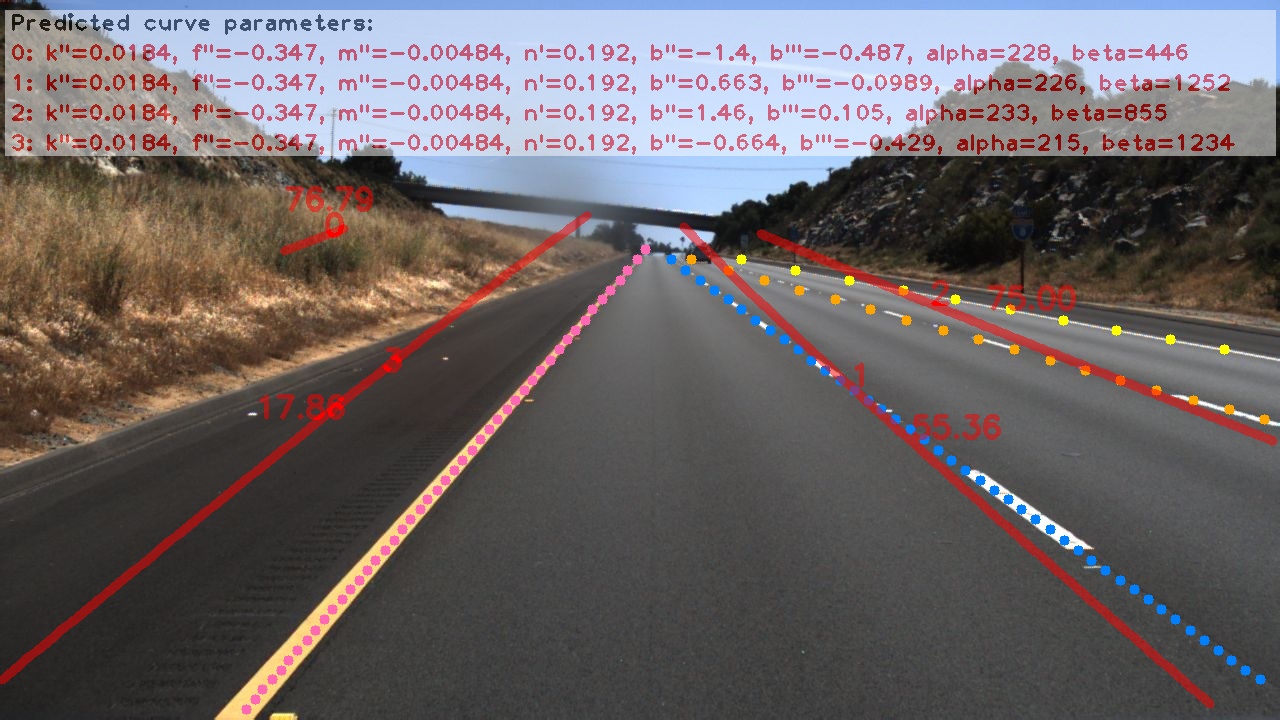 Predicted curve parameters:
0: k''=0.0184, f''=-0.347, m''=-0.00484, n'=0.192, b''=-1.4, b'''=-0.487, alpha=228, beta=446
1: k''=0.0184, f''=-0.347, m''=-0.00484, n'=0.192, b''=0.663, b'''=-0.0989, alpha=226, beta=1252
2: k''=0.0184, f''=-0.347, m''=-0.00484, n'=0.192, b''=1.46, b'''=0.105, alpha=233, beta=855
3: k''=0.0184, f''=-0.347, m''=-0.00484, n'=0.192, b''=-0.664, b'''=-0.429, alpha=215, beta=1234
76.79
0
2 75.00
3
1
17.86
55.36